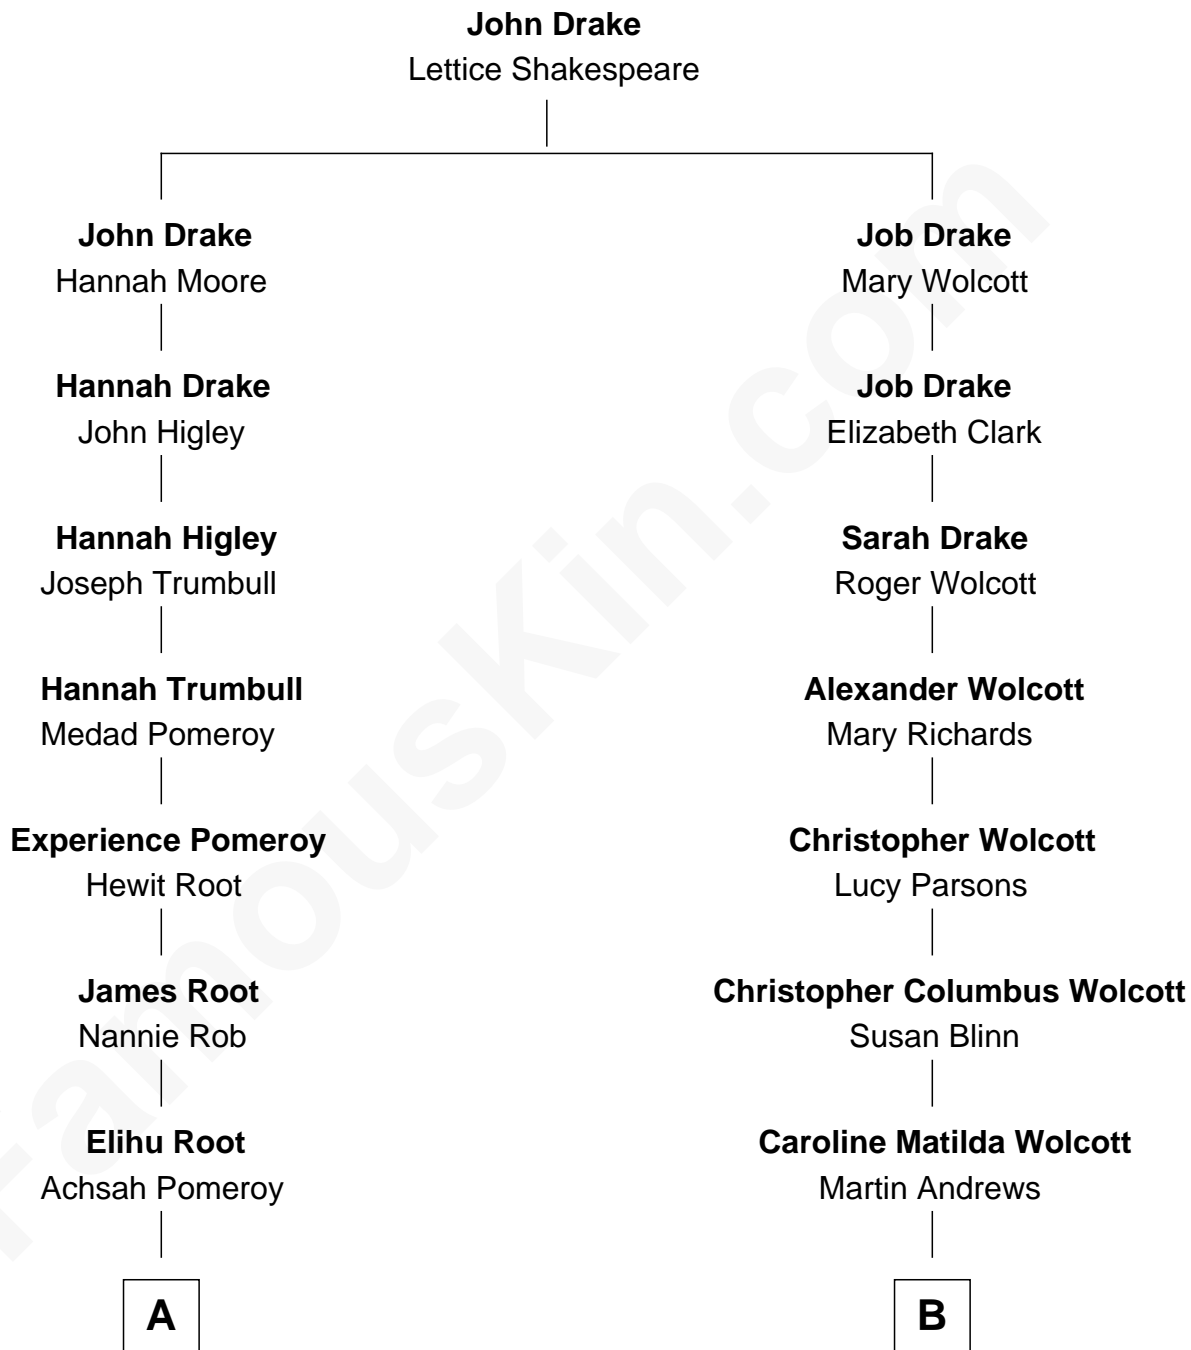 John Drake
Lettice Shakespeare
John Drake
Hannah Moore
Hannah Drake
John Higley
Hannah Higley
Joseph Trumbull
Hannah Trumbull
Medad Pomeroy
Experience Pomeroy
Hewit Root
James Root
Nannie Rob
Elihu Root
Achsah Pomeroy
A
Job Drake
Mary Wolcott
Job Drake
Elizabeth Clark
Sarah Drake
Roger Wolcott
Alexander Wolcott
Mary Richards
Christopher Wolcott
Lucy Parsons
Christopher Columbus Wolcott
Susan Blinn
Caroline Matilda Wolcott
Martin Andrews
B
FamousKin.com